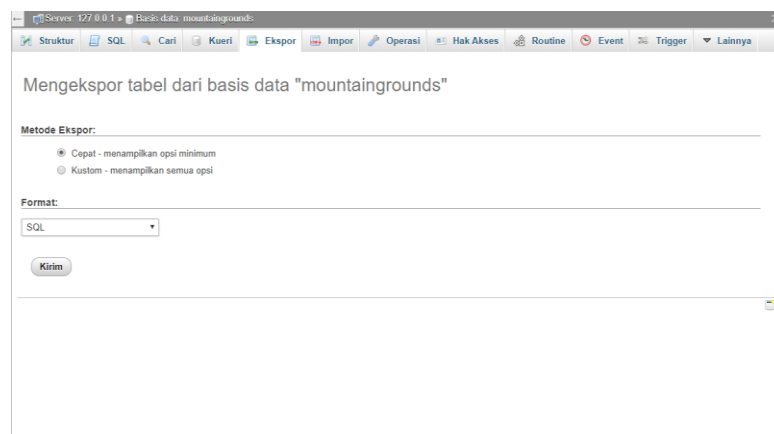 Server: 127.0.0.1 » Basis data: mountaingrounds
Struktur SQL Cari Kueri Ekspor Impor Operasi Hak Akses Routine Event Trigger Lainnya
Mengekspor tabel dari basis data "mountaingrounds"
Metode Ekspor:
Cepat - menampilkan opsi minimum
Kustom - menampilkan semua opsi
Format:
SQL
Kirim